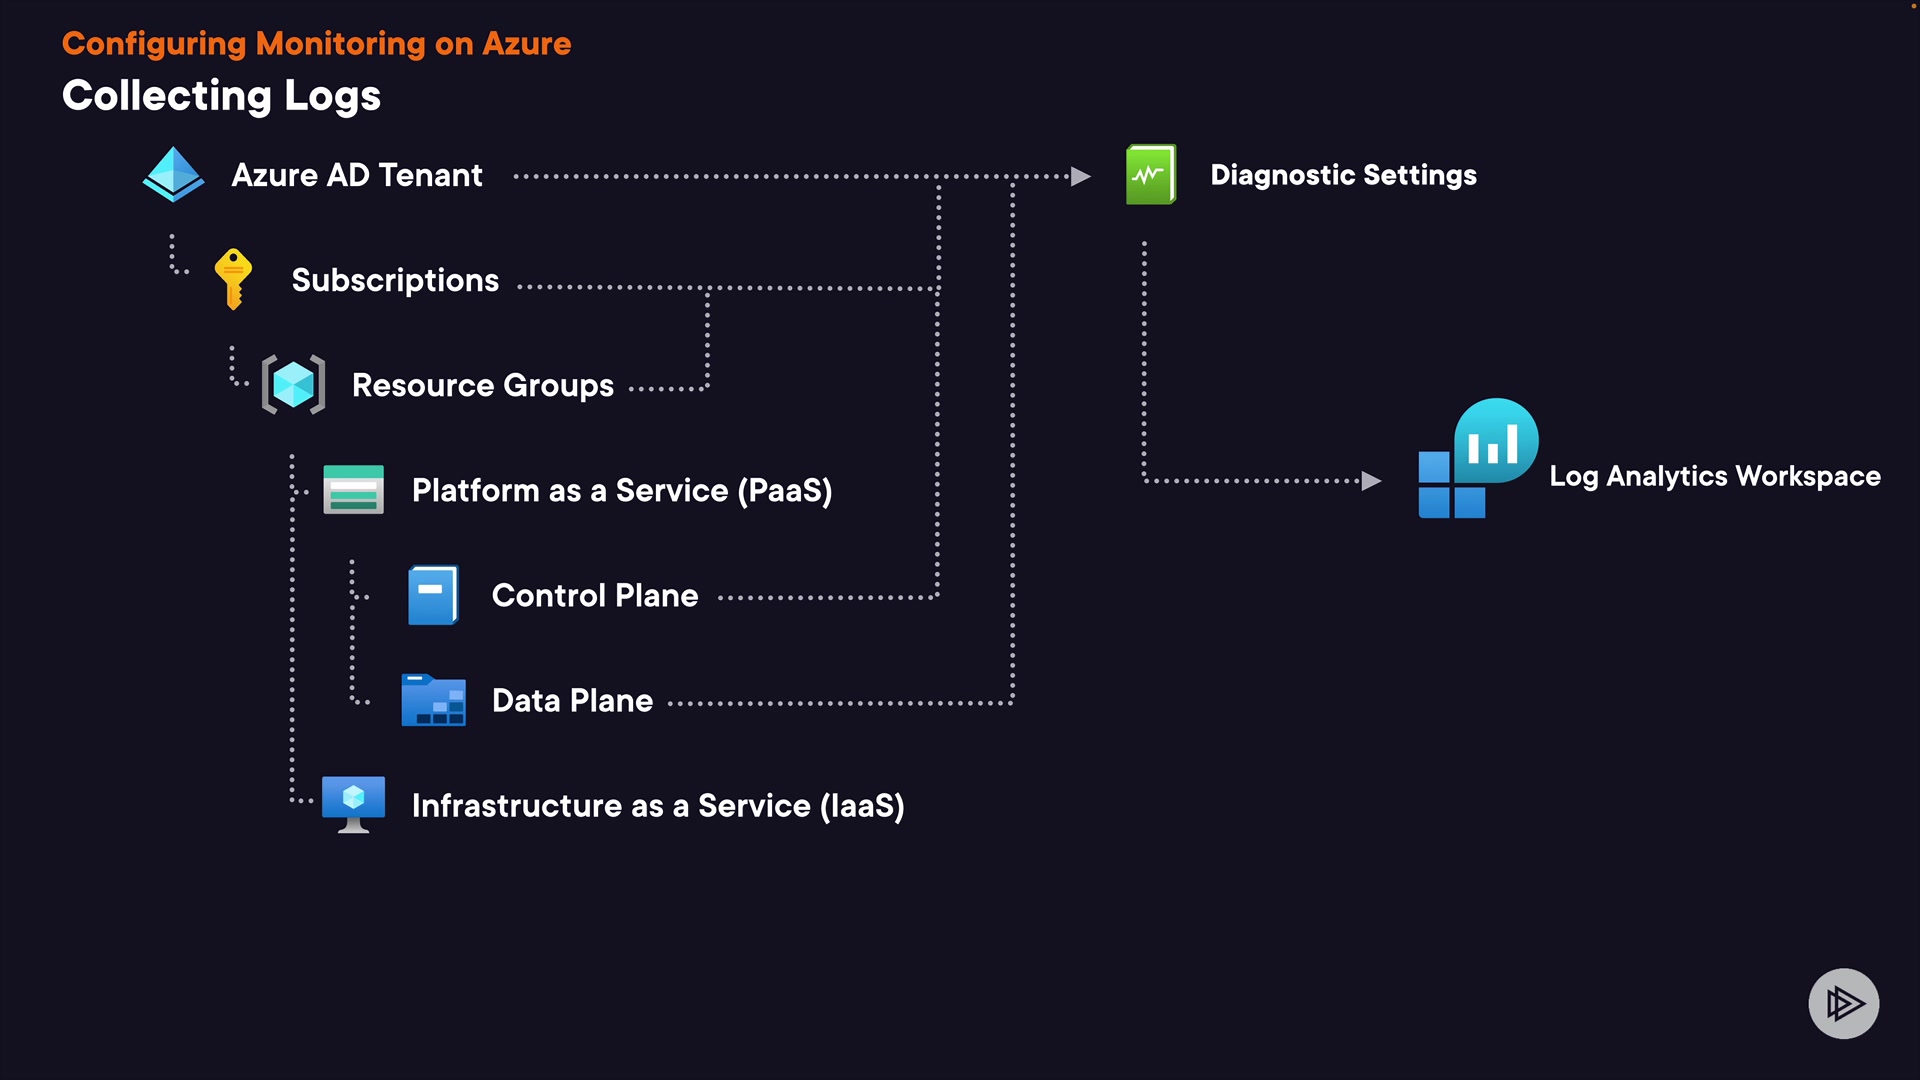 Configuring Monitoring on Azure
Collecting Logs
Azure AD Tenant
Diagnostic Settings
Subscriptions
Resource Groups
Log Analytics Workspace
Platform as a Service (PaaS)
Control Plane
Data Plane
Infrastructure as a Service (IaaS)